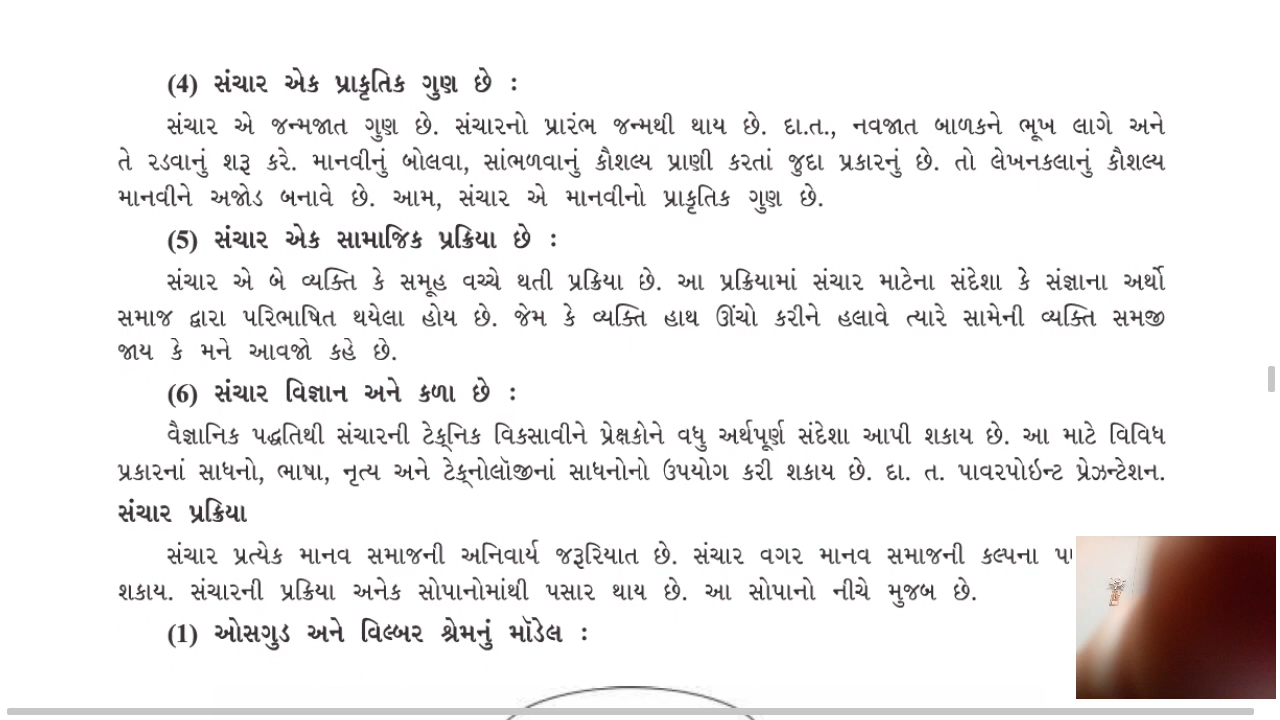 (4) સંચાર એક પ્રાકૃતિક ગુણ છે :
સંચાર એ જન્મજાત ગુણ છે. સંચારનો પ્રારંભ જન્મથી થાય છે. દા.ત., નવજાત બાળકને ભૂખ લાગે અને
તે રડવાનું શરૂ કરે. માનવીનું બોલવા, સાંભળવાનું કૌશલ્ય પ્રાણી કરતાં જુદા પ્રકારનું છે. તો લેખનકલાનું કૌશલ્ય
માનવીને અજોડ બનાવે છે. આમ, સંચાર એ માનવીનો પ્રાકૃતિક ગુણ છે.
(5) સંચાર એક સામાજિક પ્રક્રિયા છે :
સંચાર એ બે વ્યક્તિ કે સમૂહ વચ્ચે થતી પ્રક્રિયા છે. આ પ્રક્રિયામાં સંચાર માટેના સંદેશા કે સંજ્ઞાના અર્થો
સમાજ દ્વારા પરિભાષિત થયેલા હોય છે. જેમ કે વ્યક્તિ હાથ ઊંચો કરીને હલાવે ત્યારે સામેની વ્યક્તિ સમજી
જાય કે મને આવજો કહે છે.
(6) સંચાર વિજ્ઞાન અને કળા છે :
વૈજ્ઞાનિક પદ્ધતિથી સંચારની ટેક્નિક વિકસાવીને પ્રેક્ષકોને વધુ અર્થપૂર્ણ સંદેશા આપી શકાય છે. આ માટે વિવિધ
પ્રકારનાં સાધનો, ભાષા, નૃત્ય અને ટેક્નોલૉજીનાં સાધનોનો ઉપયોગ કરી શકાય છે. દા. ત. પાવરપોઇન્ટ પ્રેઝન્ટેશન.
સંચાર પ્રક્રિયા
સંચાર પ્રત્યેક માનવ સમાજની અનિવાર્ય જરૂરિયાત છે. સંચાર વગર માનવ સમાજની કલ્પના
શકાય. સંચારની પ્રક્રિયા અનેક સોપાનોમાંથી પસાર થાય છે. આ સોપાનો નીચે મુજબ છે.
(1) ઓસગુડ અને વિલ્બર શ્રેમનું મૉડેલ :